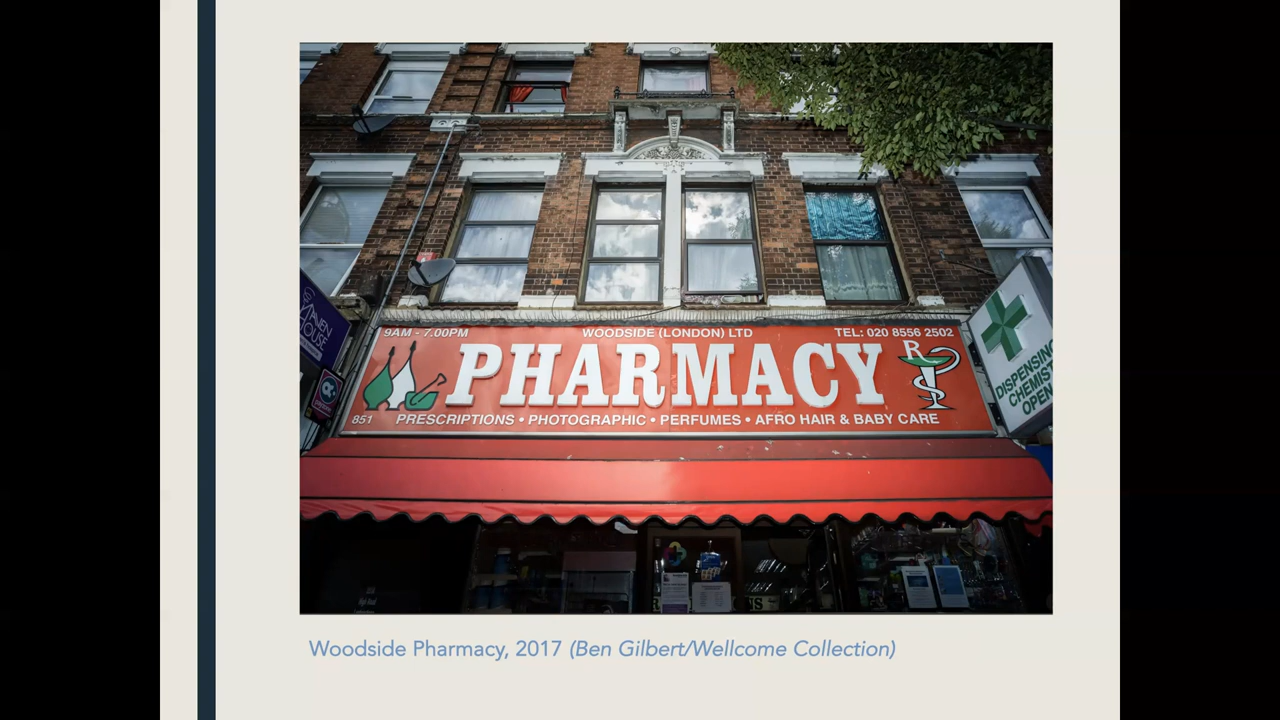 9AM - 7.00PM
WOODSIDE (LONDON) LTD
TEL: 020 8556 2502
PHARMACY
R
851
PRESCRIPTIONS • PHOTOGRAPHIC • PERFUMES • AFRO HAIR & BABY CARE
HOUSE
DISPENSING
CHEMIST
OPEN
Woodside Pharmacy, 2017 (Ben Gilbert/Wellcome Collection)